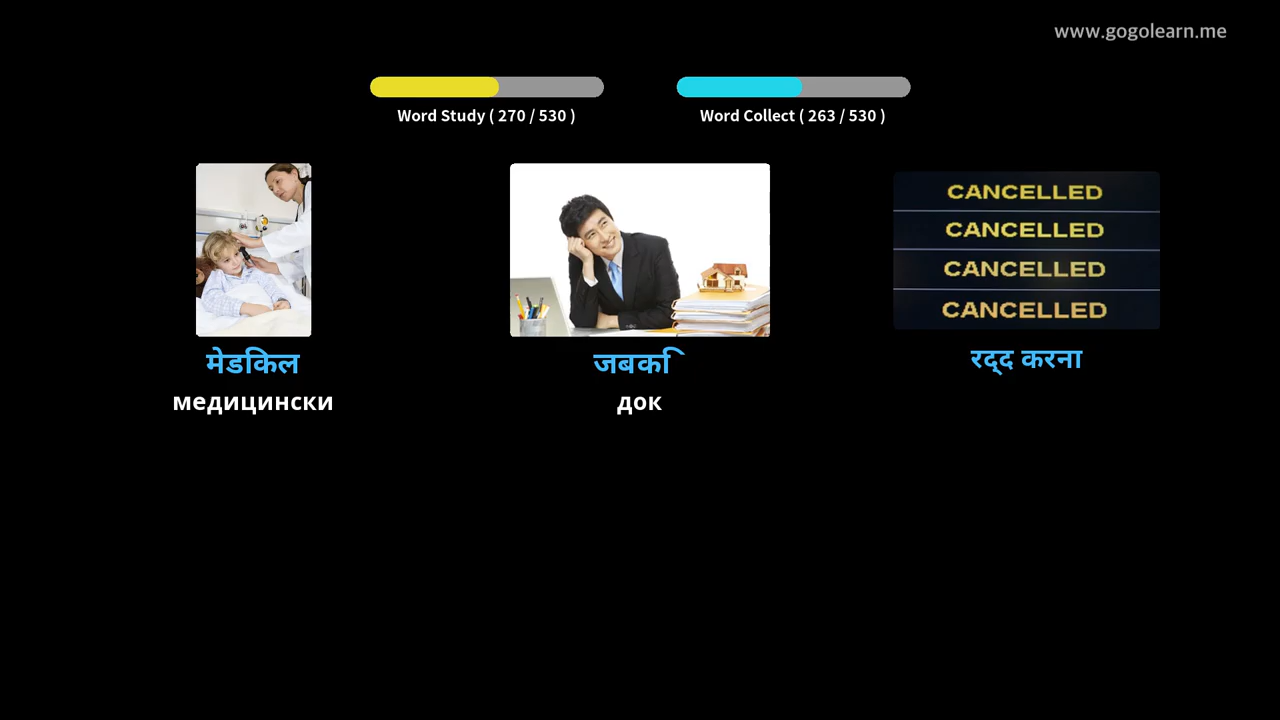 www.gogolearn.me
Word Study ( 270 / 530 )
Word Collect ( 263 / 530 )
CANCELLED
CANCELLED
CANCELLED
CANCELLED
मेडिकल
जबकि
रद्द करना
медицински
док